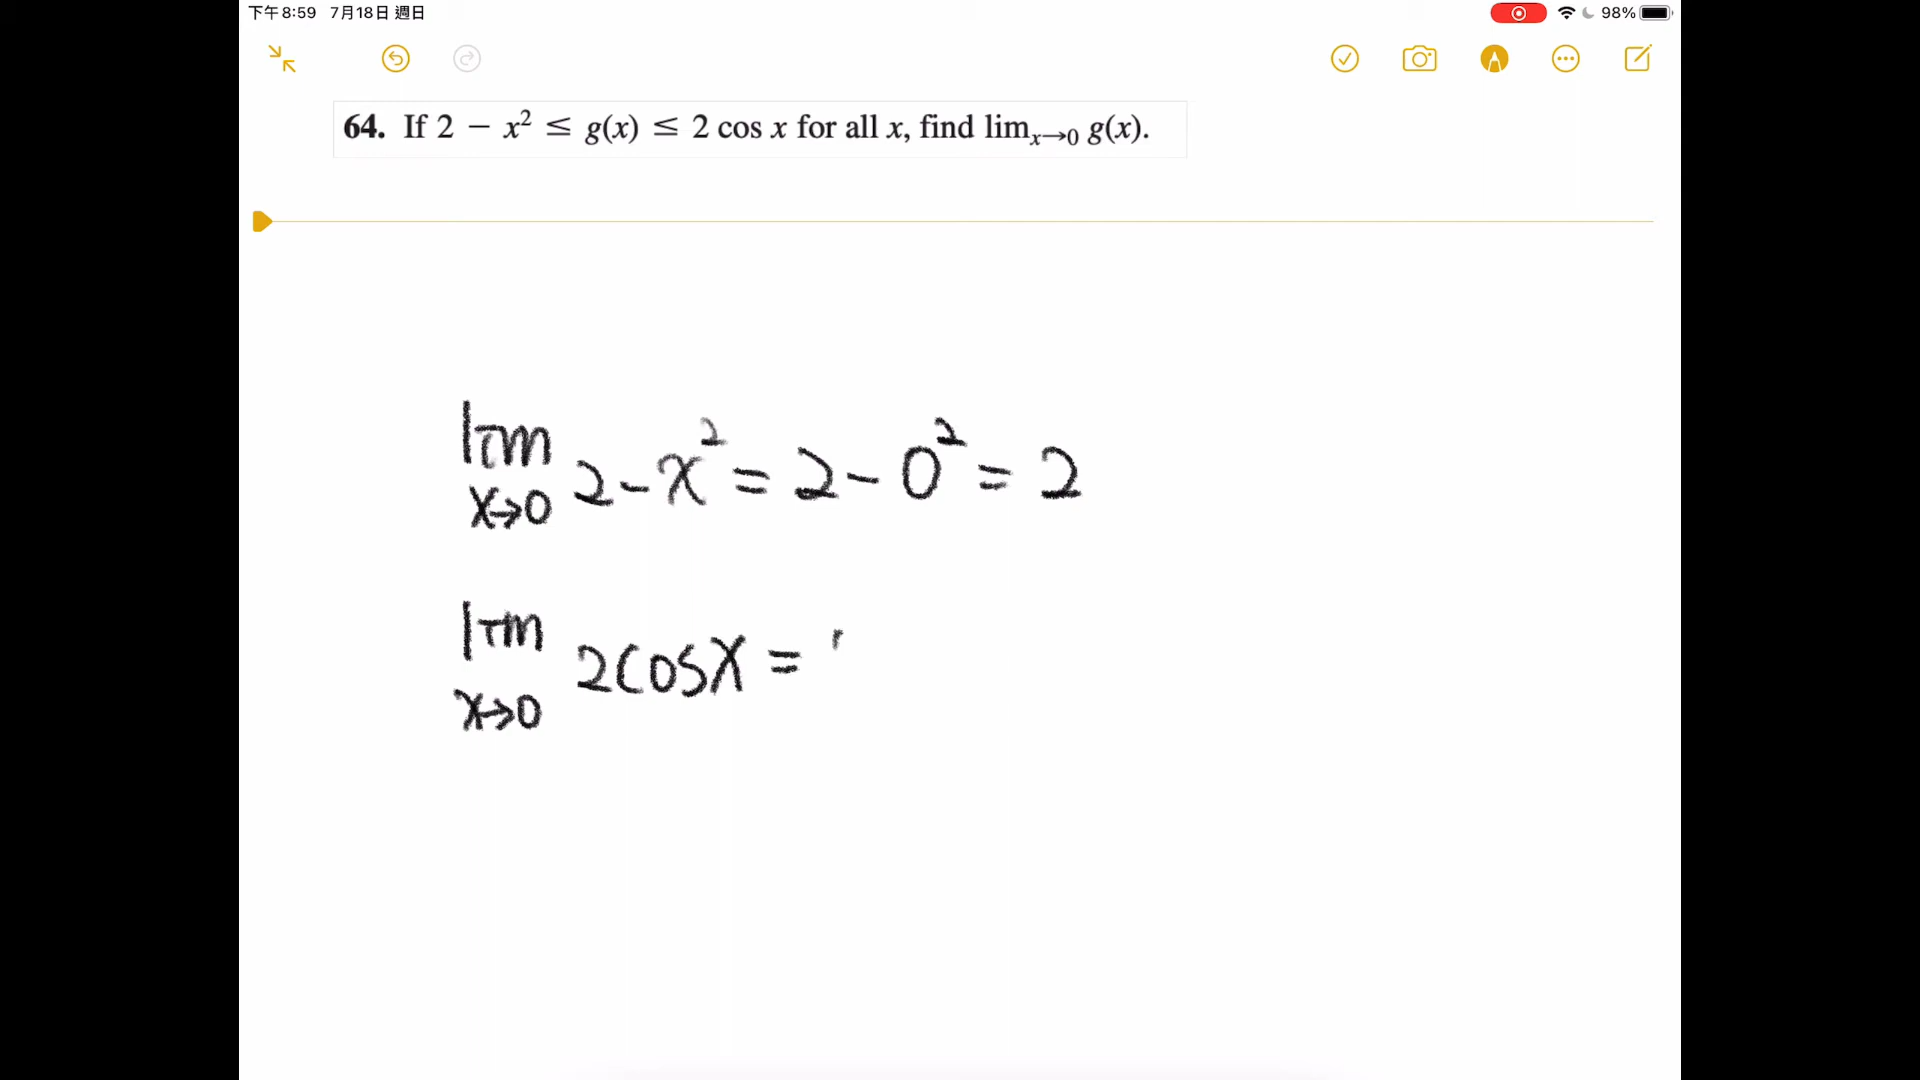 下午8:59 7月18日 週日 98%
64. If 2 − x² ≤ g(x) ≤ 2 cos x for all x, find limₓ→₀ g(x).
lim 2-x² = 2-0² = 2
x→0
lim 2cosx =
x→0